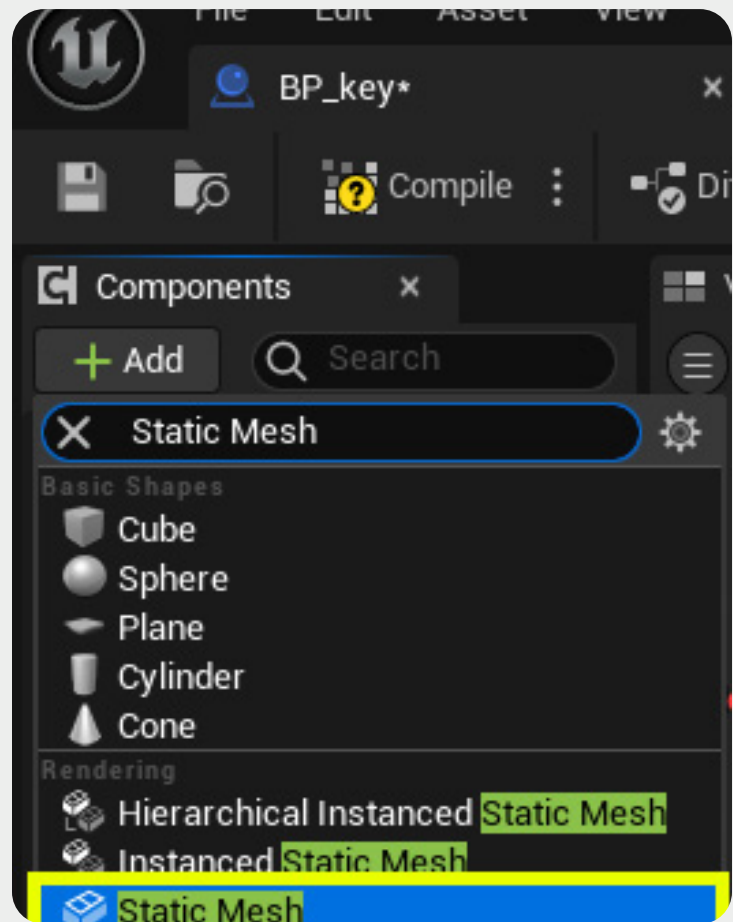 File Edit Asset View
BP_key*
Compile
Components
Add Search
Static Mesh
Basic Shapes
Cube
Sphere
Plane
Cylinder
Cone
Rendering
Hierarchical Instanced Static Mesh
Instanced Static Mesh
Static Mesh